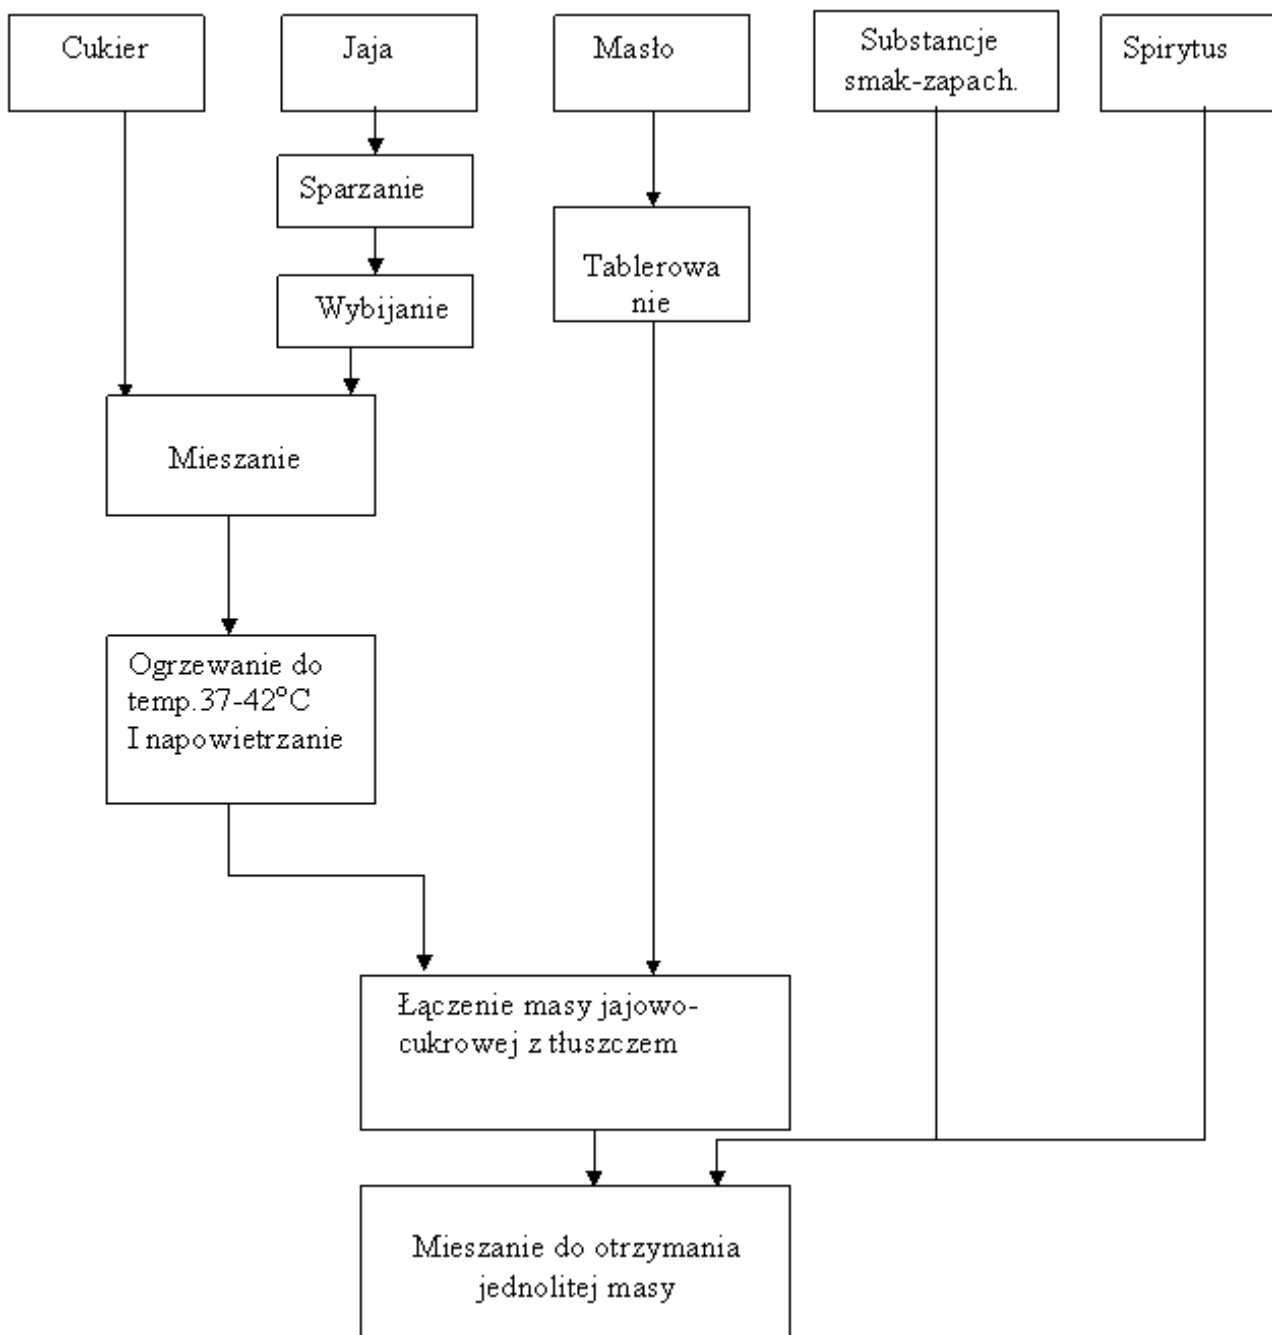 Cukier
Jaja
Masło
Substancje
smak-zapach.
Spirytus
Sparzanie
Tablerowa
nie
Wybijanie
Mieszanie
Ogrzewanie do
temp.37-42°C
I napowietrzanie
Łączenie masy jajowo-
cukrowej z tłuszczem
Mieszanie do otrzymania
jednolitej masy